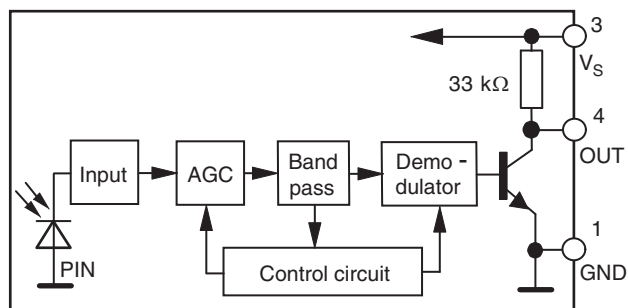 3
V_S
33 kΩ
4
OUT
Input
AGC
Band
pass
Demo -
dulator
1
GND
PIN
Control circuit